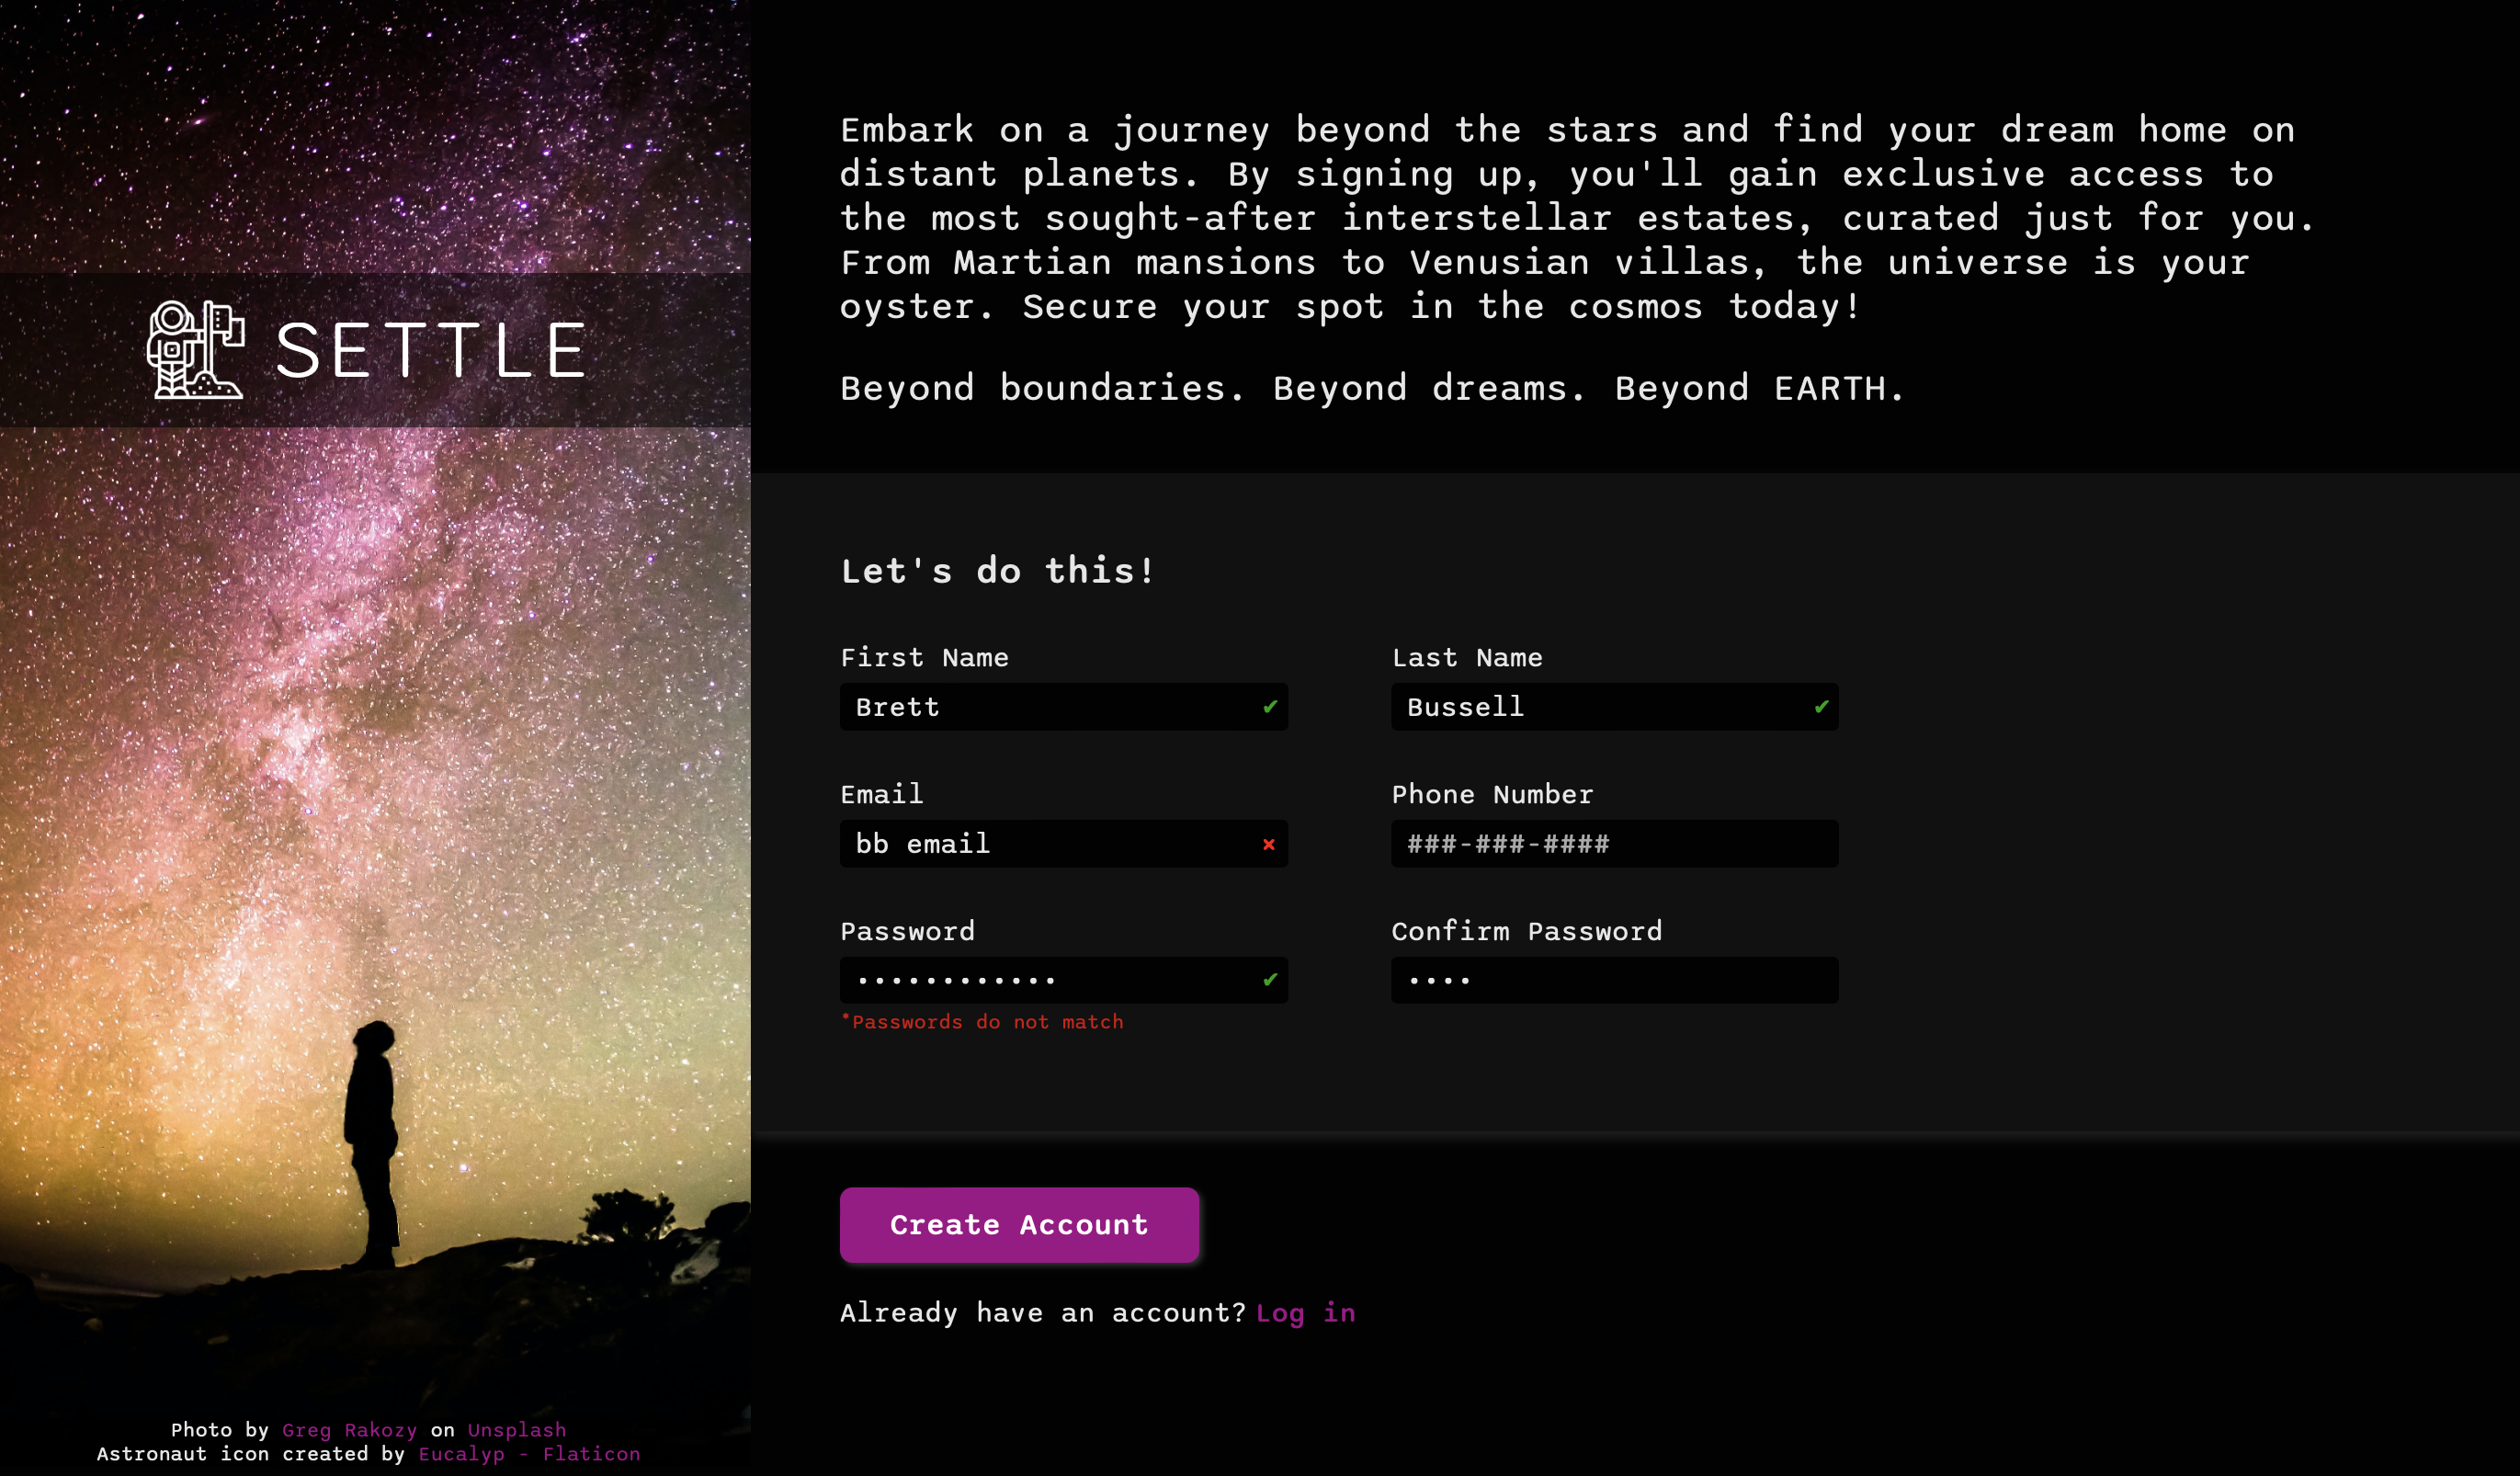 SETTLE
Embark on a journey beyond the stars and find your dream home on
distant planets. By signing up, you'll gain exclusive access to
the most sought-after interstellar estates, curated just for you.
From Martian mansions to Venusian villas, the universe is your
oyster. Secure your spot in the cosmos today!
Beyond boundaries. Beyond dreams. Beyond EARTH.
Let's do this!
First Name
Last Name
Brett ✔
Bussell ✔
Email
Phone Number
bb email ×
###-###-####
Password
Confirm Password
•••••••••••• ✔
••••
*Passwords do not match
Create Account
Already have an account? Log in
Photo by Greg Rakozy on Unsplash
Astronaut icon created by Eucalyp - Flaticon